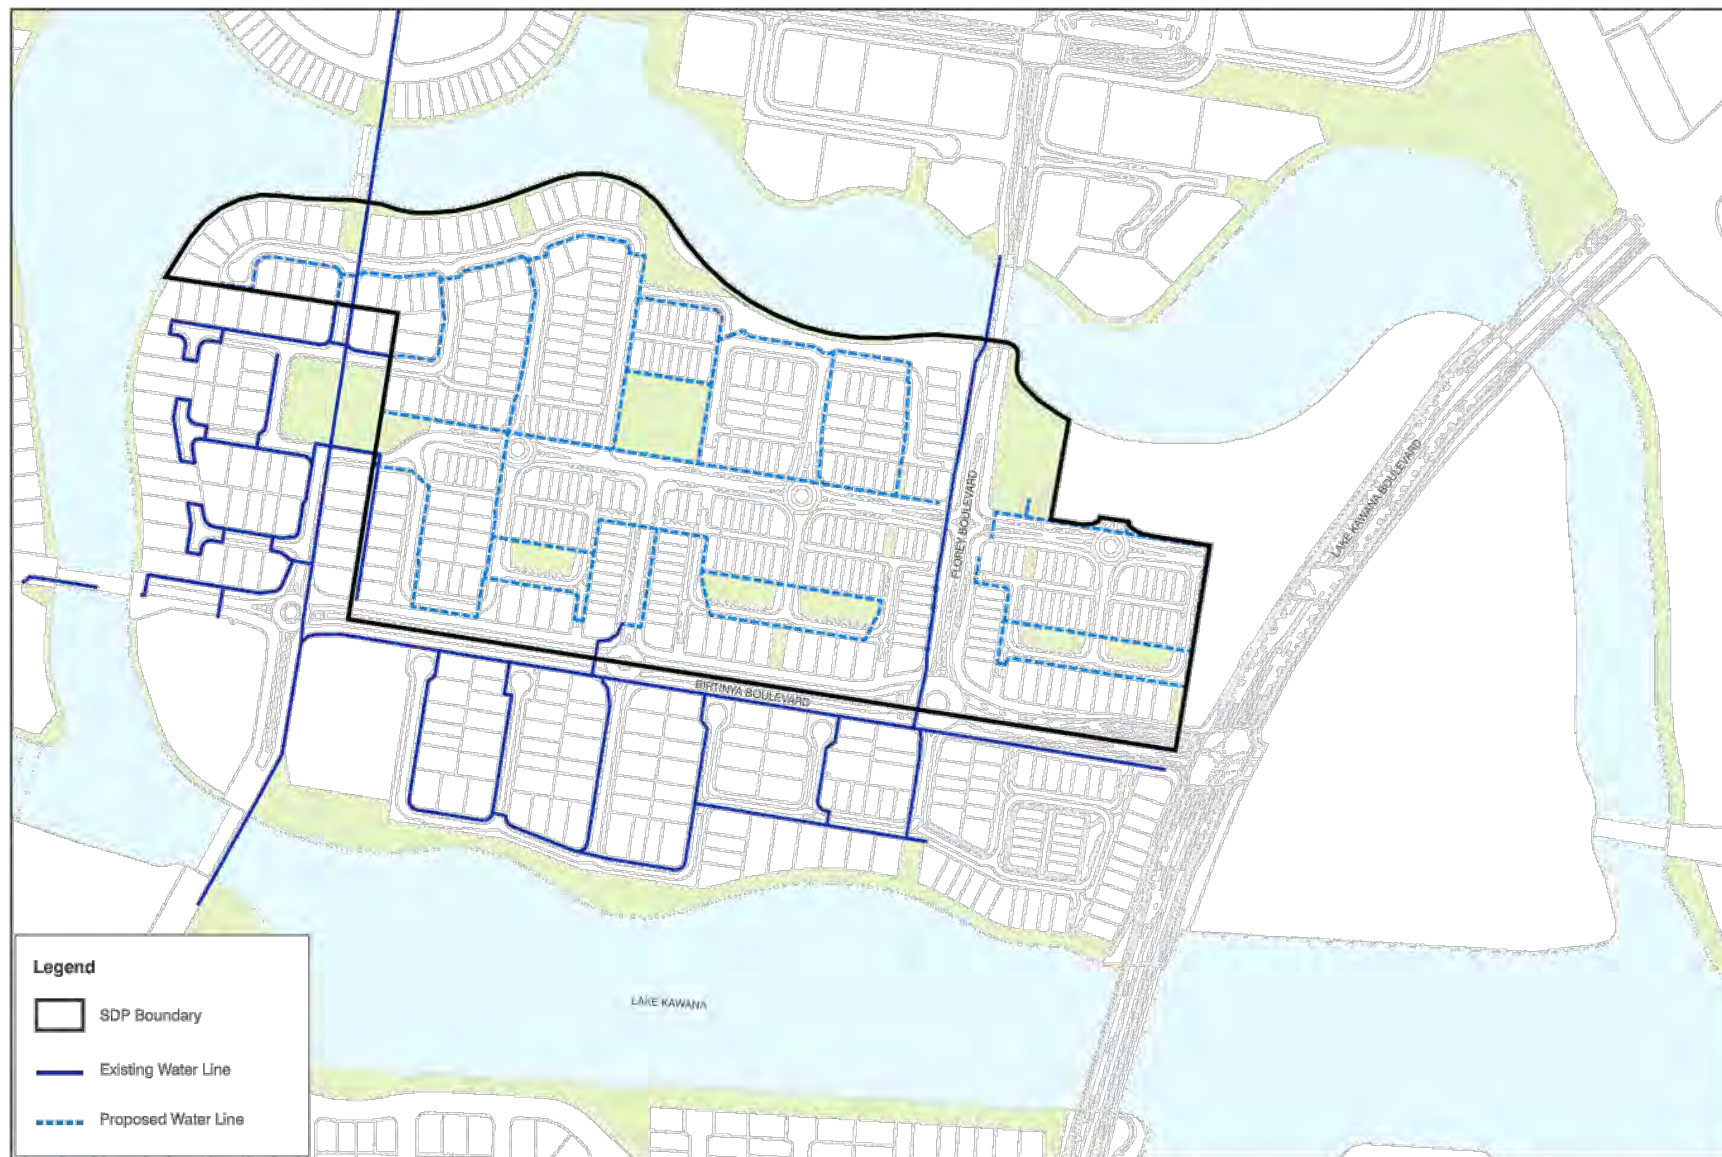 LAKE KAWANA BOULEVARD
FLOREY BOULEVARD
BIRTINYA BOULEVARD
LAKE KAWANA
Legend
SDP Boundary
Existing Water Line
Proposed Water Line